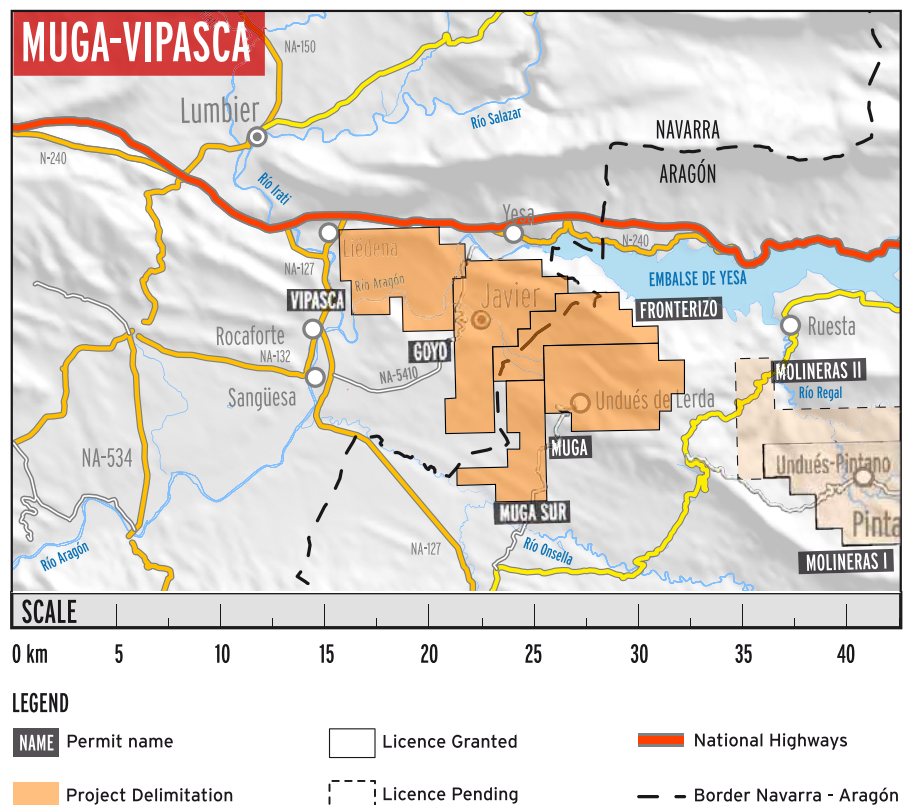 MUGA-VIPASCA
NA-150
Lumbier
Río Salazar
NAVARRA
N-240
ARAGÓN
Río Irati
Yesa
Liédena
N-240
NA-127
EMBALSE DE YESA
Río Aragón
VIPASCA
Javier
FRONTERIZO
Rocaforte
Ruesta
GOYO
NA-132
NA-5410
MOLINERAS II
Sangüesa
Río Regal
Undués de Lerda
MUGA
NA-534
Undués-Pintano
MUGA SUR
Pinta
Río Onsella
NA-127
Río Aragón
MOLINERAS I
SCALE
0 km 5 10 15 20 25 30 35 40
LEGEND
NAME Permit name
Licence Granted
National Highways
Project Delimitation
Licence Pending
Border Navarra - Aragón